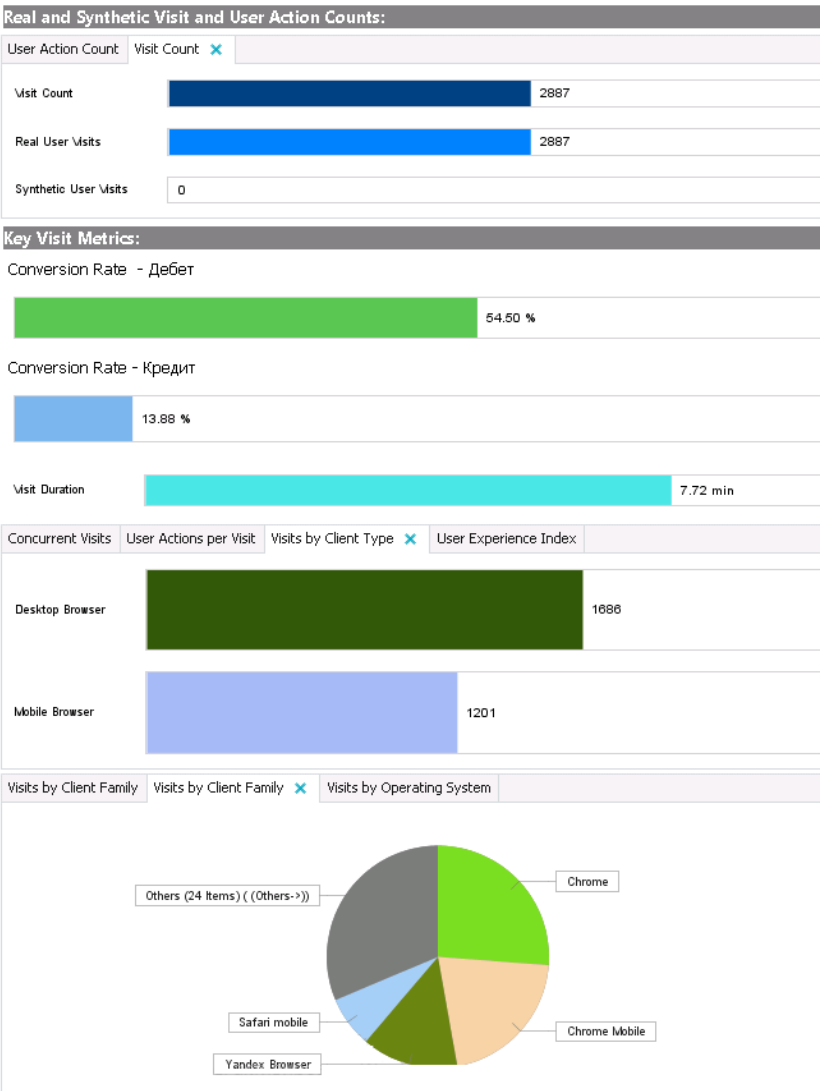 Real and Synthetic Visit and User Action Counts:
User Action Count Visit Count ×
Visit Count 2887
Real User Visits 2887
Synthetic User Visits 0
Key Visit Metrics:
Conversion Rate - Дебет
54.50 %
Conversion Rate - Кредит
13.88 %
Visit Duration 7.72 min
Concurrent Visits User Actions per Visit Visits by Client Type × User Experience Index
Desktop Browser 1686
Mobile Browser 1201
Visits by Client Family Visits by Client Family × Visits by Operating System
Chrome
Others (24 Items) ( (Others->))
Safari mobile
Chrome Mobile
Yandex Browser